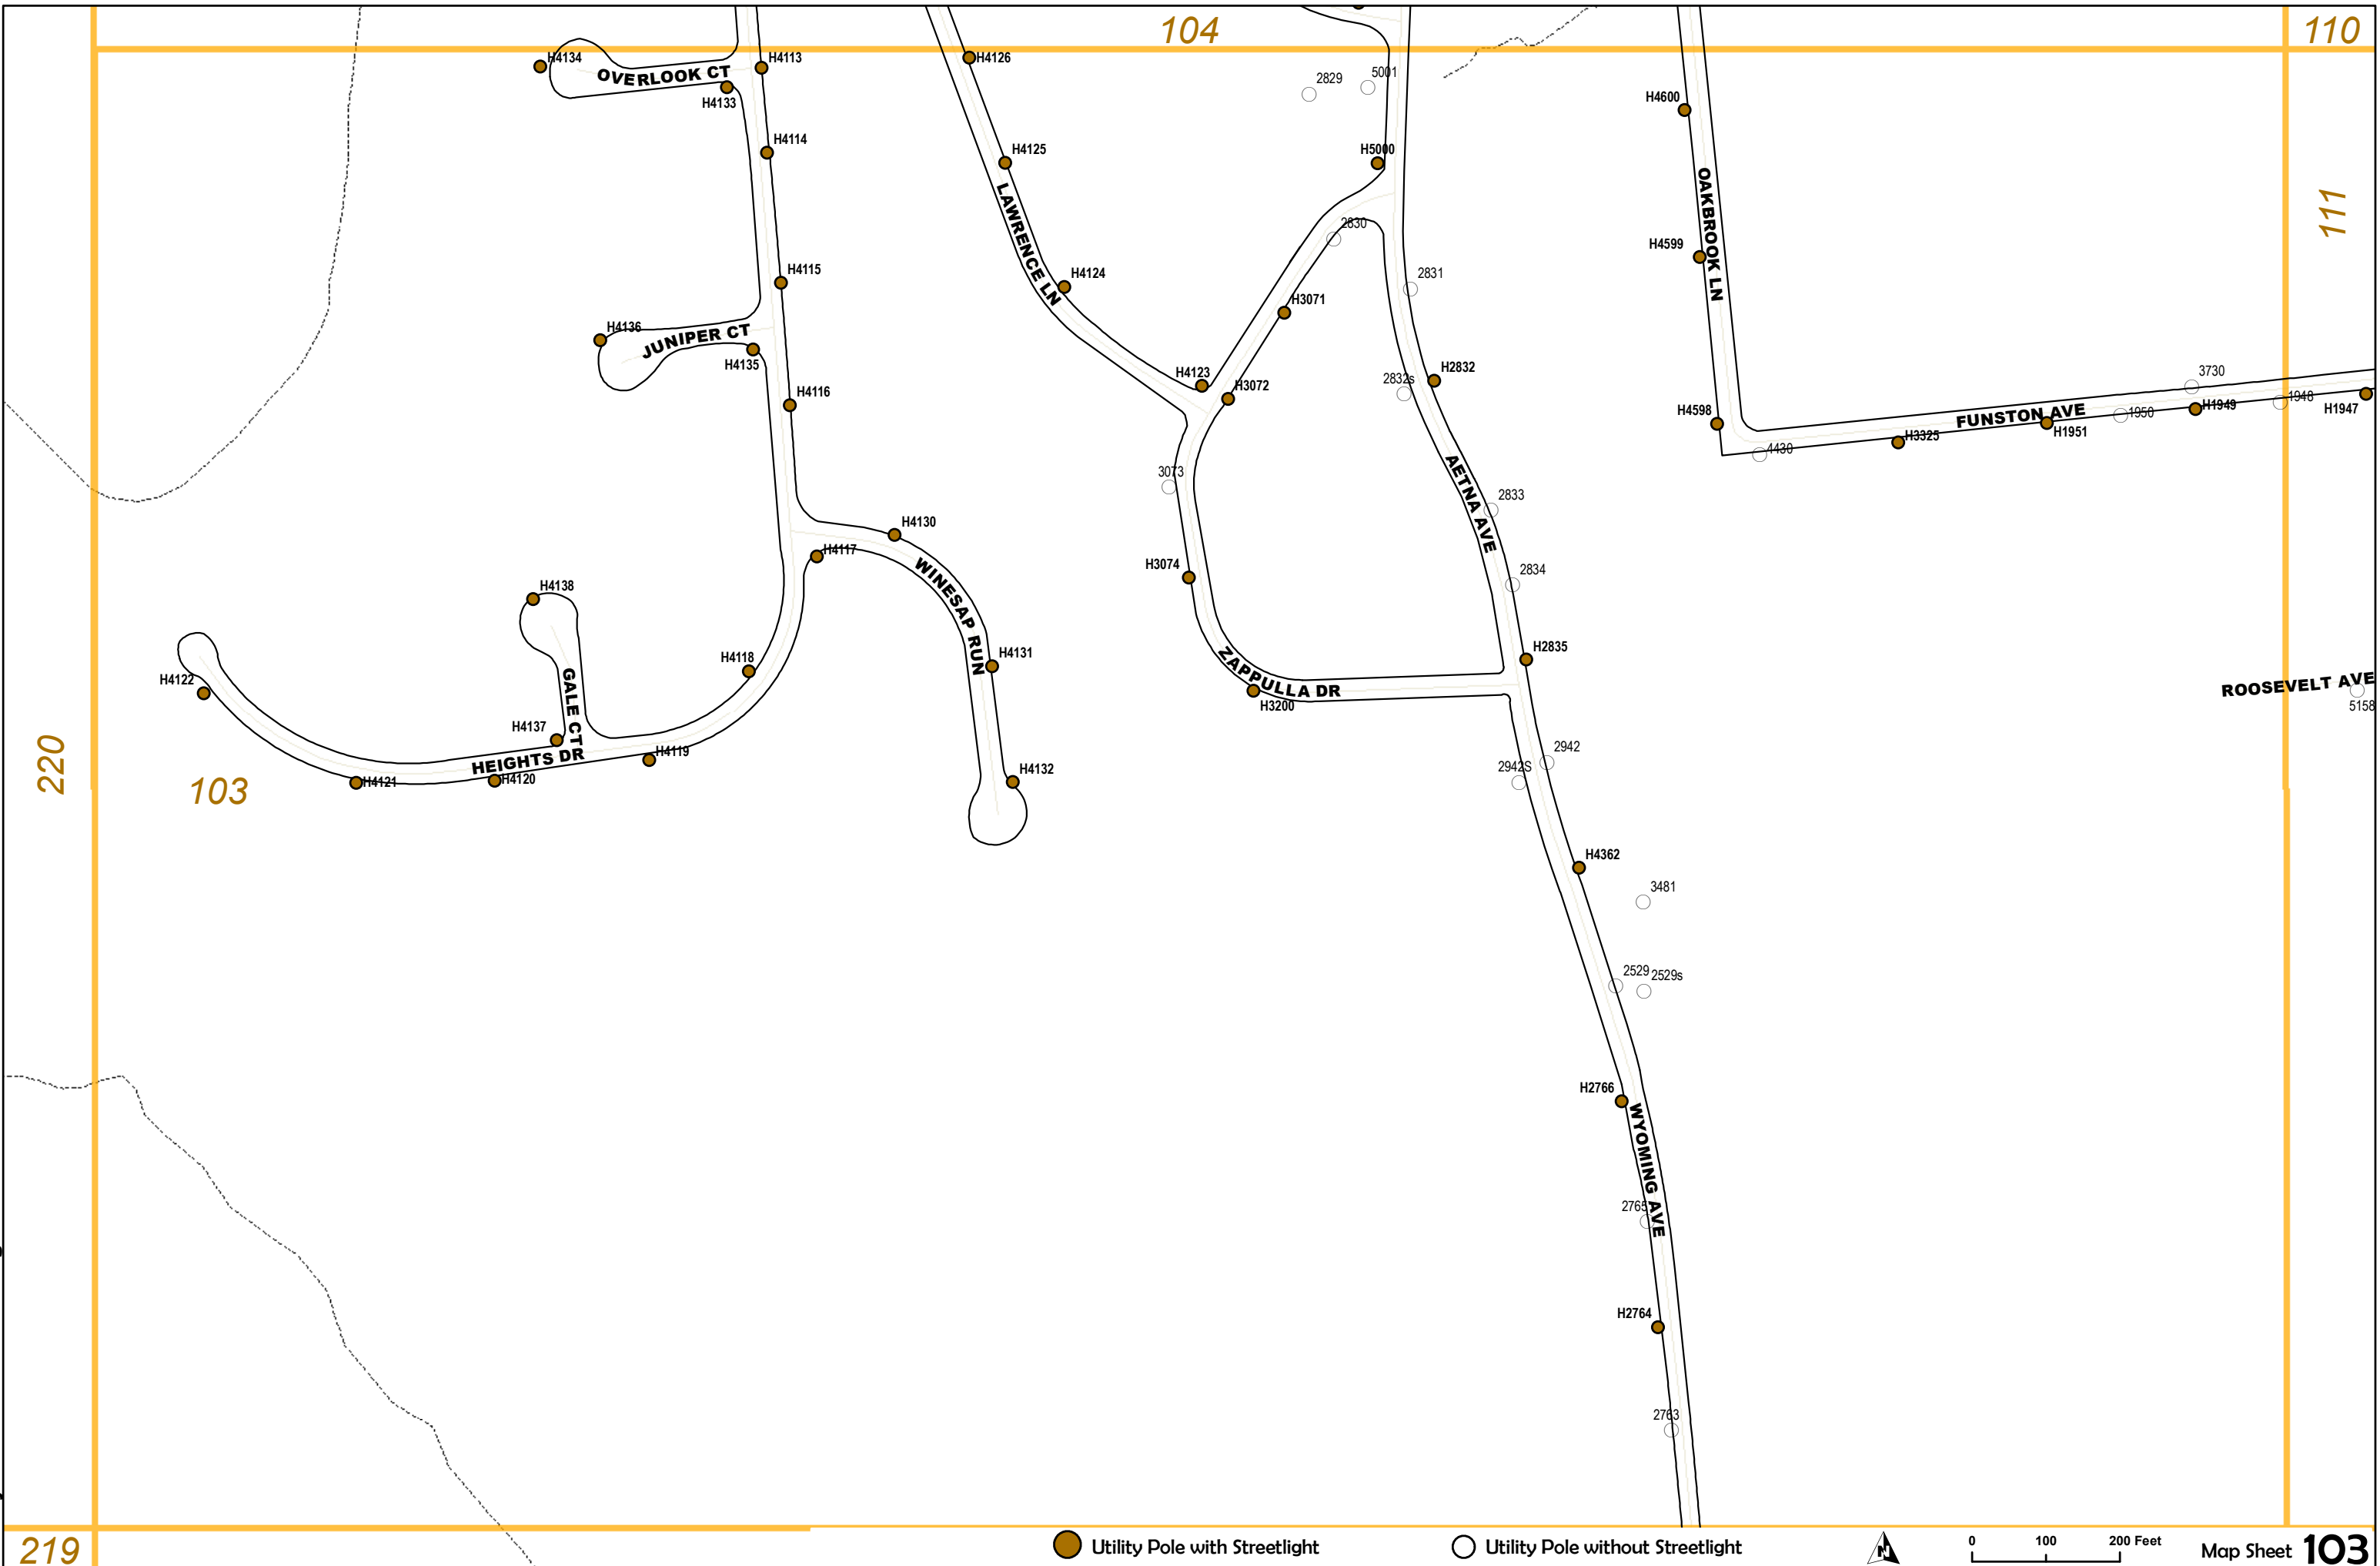 104
110
H4134
OVERLOOK CT
H4113
H4126
H4133
2829
5001
H4600
H4114
H4125
H5000
111
LAWRENCE LN
OAKBROOK LN
2830
H4599
H4115
H4124
2831
H3071
H4136
JUNIPER CT
H4135
H4123
H3072
2832s
H2832
3730
H4116
H4598
FUNSTON AVE
1950
H1949
1948
H1947
H1951
H3325
4430
3073
AETNA AVE
2833
H4130
H4117
WINESAP RUN
H3074
2834
H4138
H4118
H4131
ZAPPULLA DR
H2835
H4122
GALE CT
H3200
ROOSEVELT AVE
5158
H4137
HEIGHTS DR
H4119
2942
2942S
220
103
H4121
H4120
H4132
H4362
3481
2529
2529s
H2766
WYOMING AVE
2765
H2764
2763
219
Utility Pole with Streetlight
Utility Pole without Streetlight
N
0 100 200 Feet
Map Sheet 103